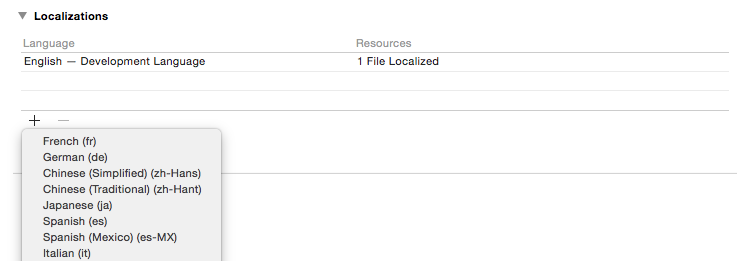 Localizations
Language Resources
English — Development Language 1 File Localized
French (fr)
German (de)
Chinese (Simplified) (zh-Hans)
Chinese (Traditional) (zh-Hant)
Japanese (ja)
Spanish (es)
Spanish (Mexico) (es-MX)
Italian (it)